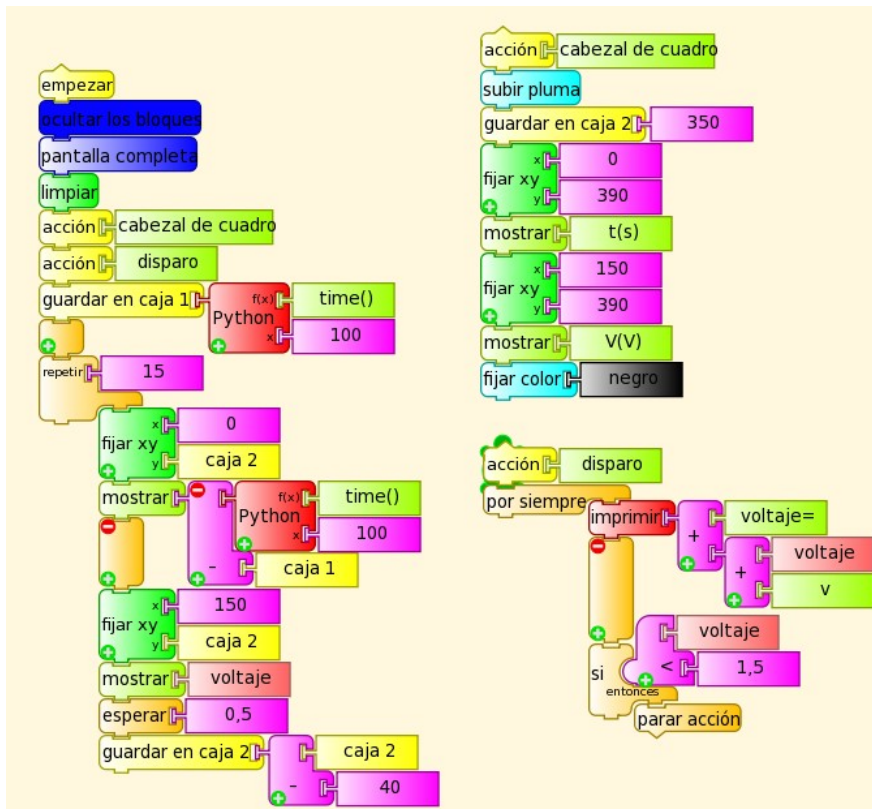 empezar
ocultar los bloques
pantalla completa
limpiar
acción cabezal de cuadro
acción disparo
guardar en caja 1 Python f(x) time()
x 100
repetir 15
fijar xy x 0
y caja 2
mostrar - Python f(x) time()
x 100
caja 1
fijar xy x 150
y caja 2
mostrar voltaje
esperar 0,5
guardar en caja 2 - caja 2
40
acción cabezal de cuadro
subir pluma
guardar en caja 2 350
fijar xy x 0
y 390
mostrar t(s)
fijar xy x 150
y 390
mostrar V(V)
fijar color negro
acción disparo
por siempre
imprimir + voltaje=
+ voltaje
v
si voltaje
< 1,5
entonces
parar acción